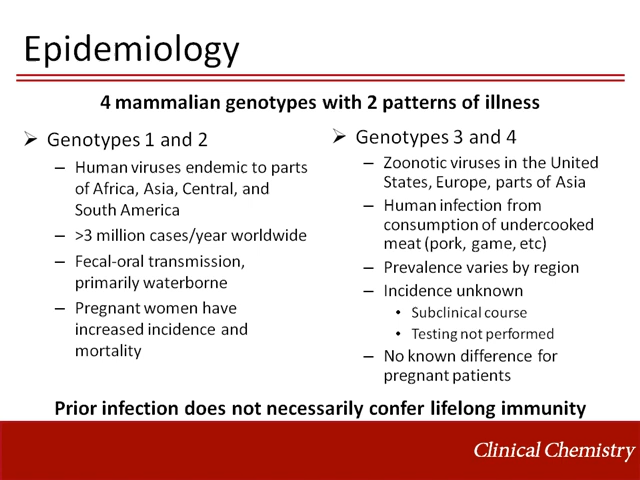 Epidemiology
4 mammalian genotypes with 2 patterns of illness
➢ Genotypes 1 and 2
– Human viruses endemic to parts
of Africa, Asia, Central, and
South America
– >3 million cases/year worldwide
– Fecal-oral transmission,
primarily waterborne
– Pregnant women have
increased incidence and
mortality
➢ Genotypes 3 and 4
– Zoonotic viruses in the United
States, Europe, parts of Asia
– Human infection from
consumption of undercooked
meat (pork, game, etc)
– Prevalence varies by region
– Incidence unknown
• Subclinical course
• Testing not performed
– No known difference for
pregnant patients
Prior infection does not necessarily confer lifelong immunity
Clinical Chemistry